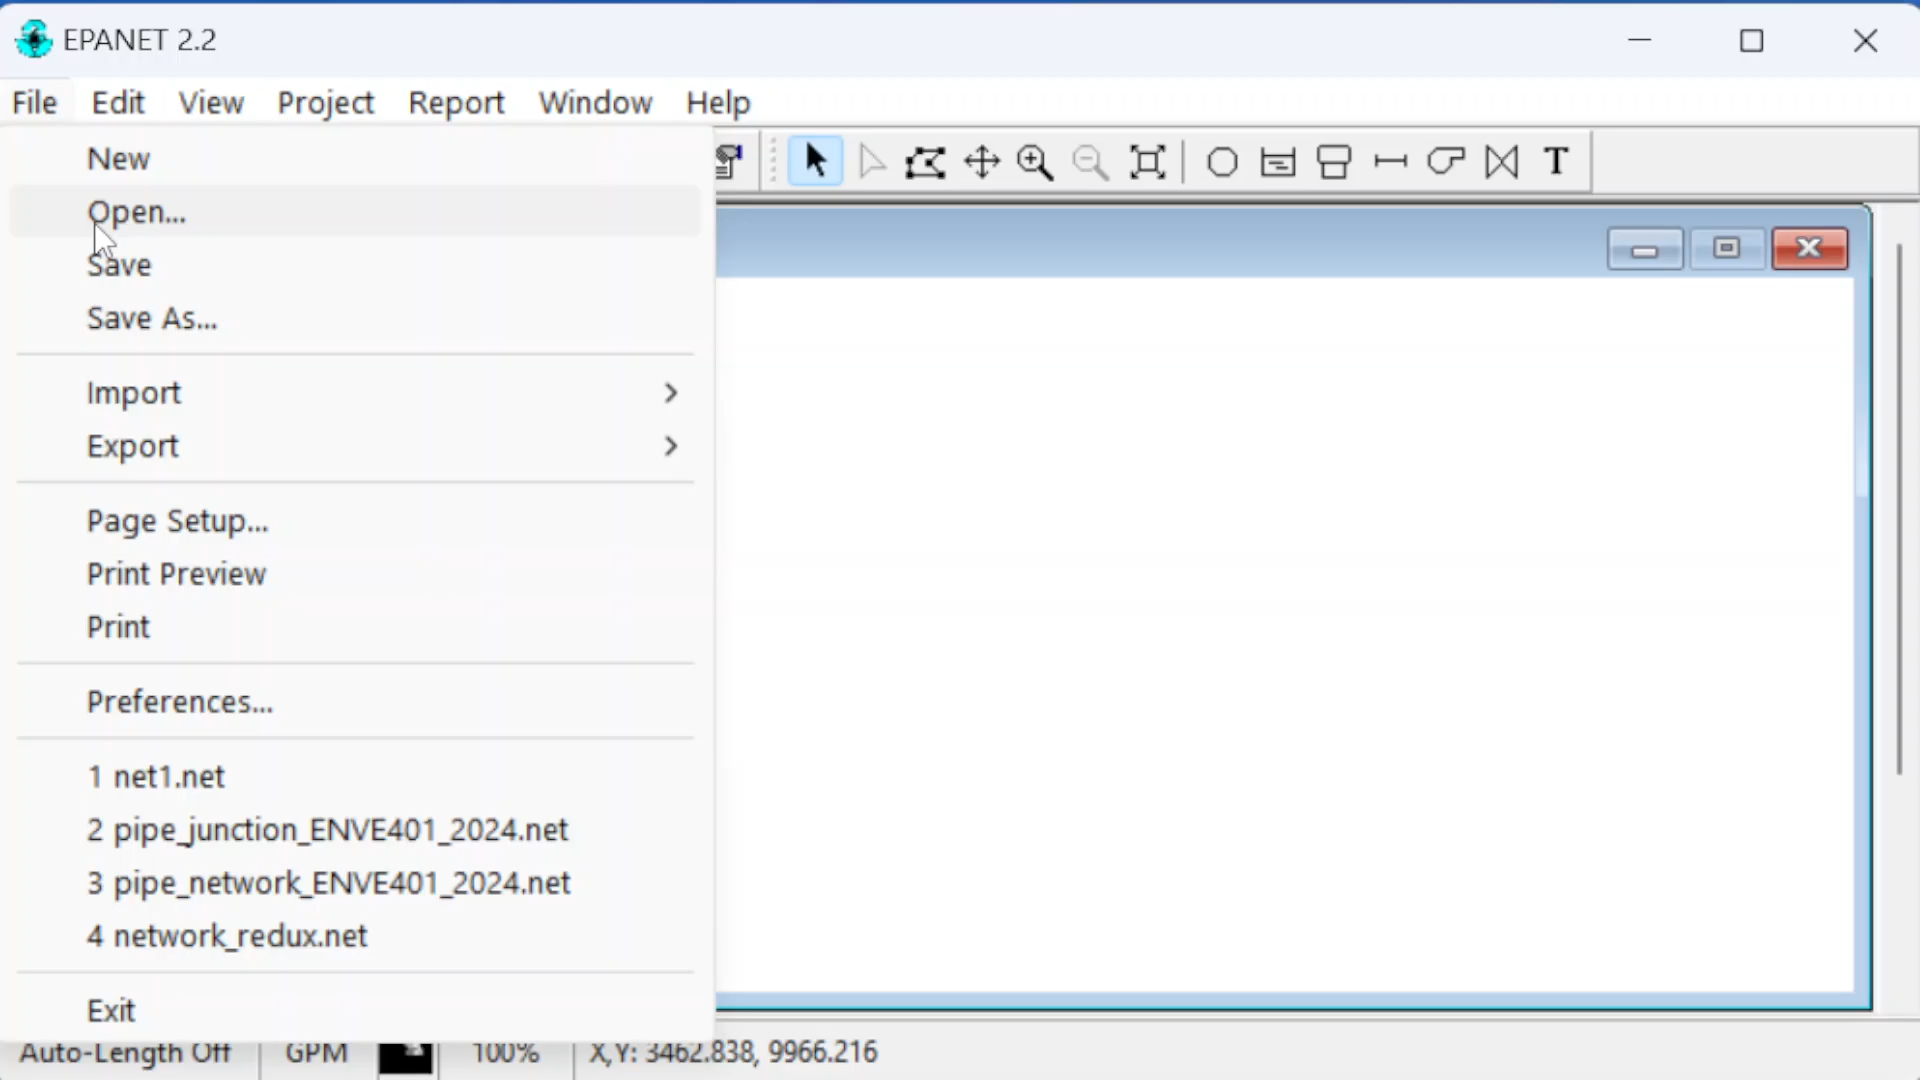 EPANET 2.2
File Edit View Project Report Window Help
New
Open...
Save
Save As...
Import
Export
Page Setup...
Print Preview
Print
Preferences...
1 net1.net
2 pipe_junction_ENVE401_2024.net
3 pipe_network_ENVE401_2024.net
4 network_redux.net
Exit
T
Auto-Length Off GPM 100% X,Y: 3462.838, 9966.216